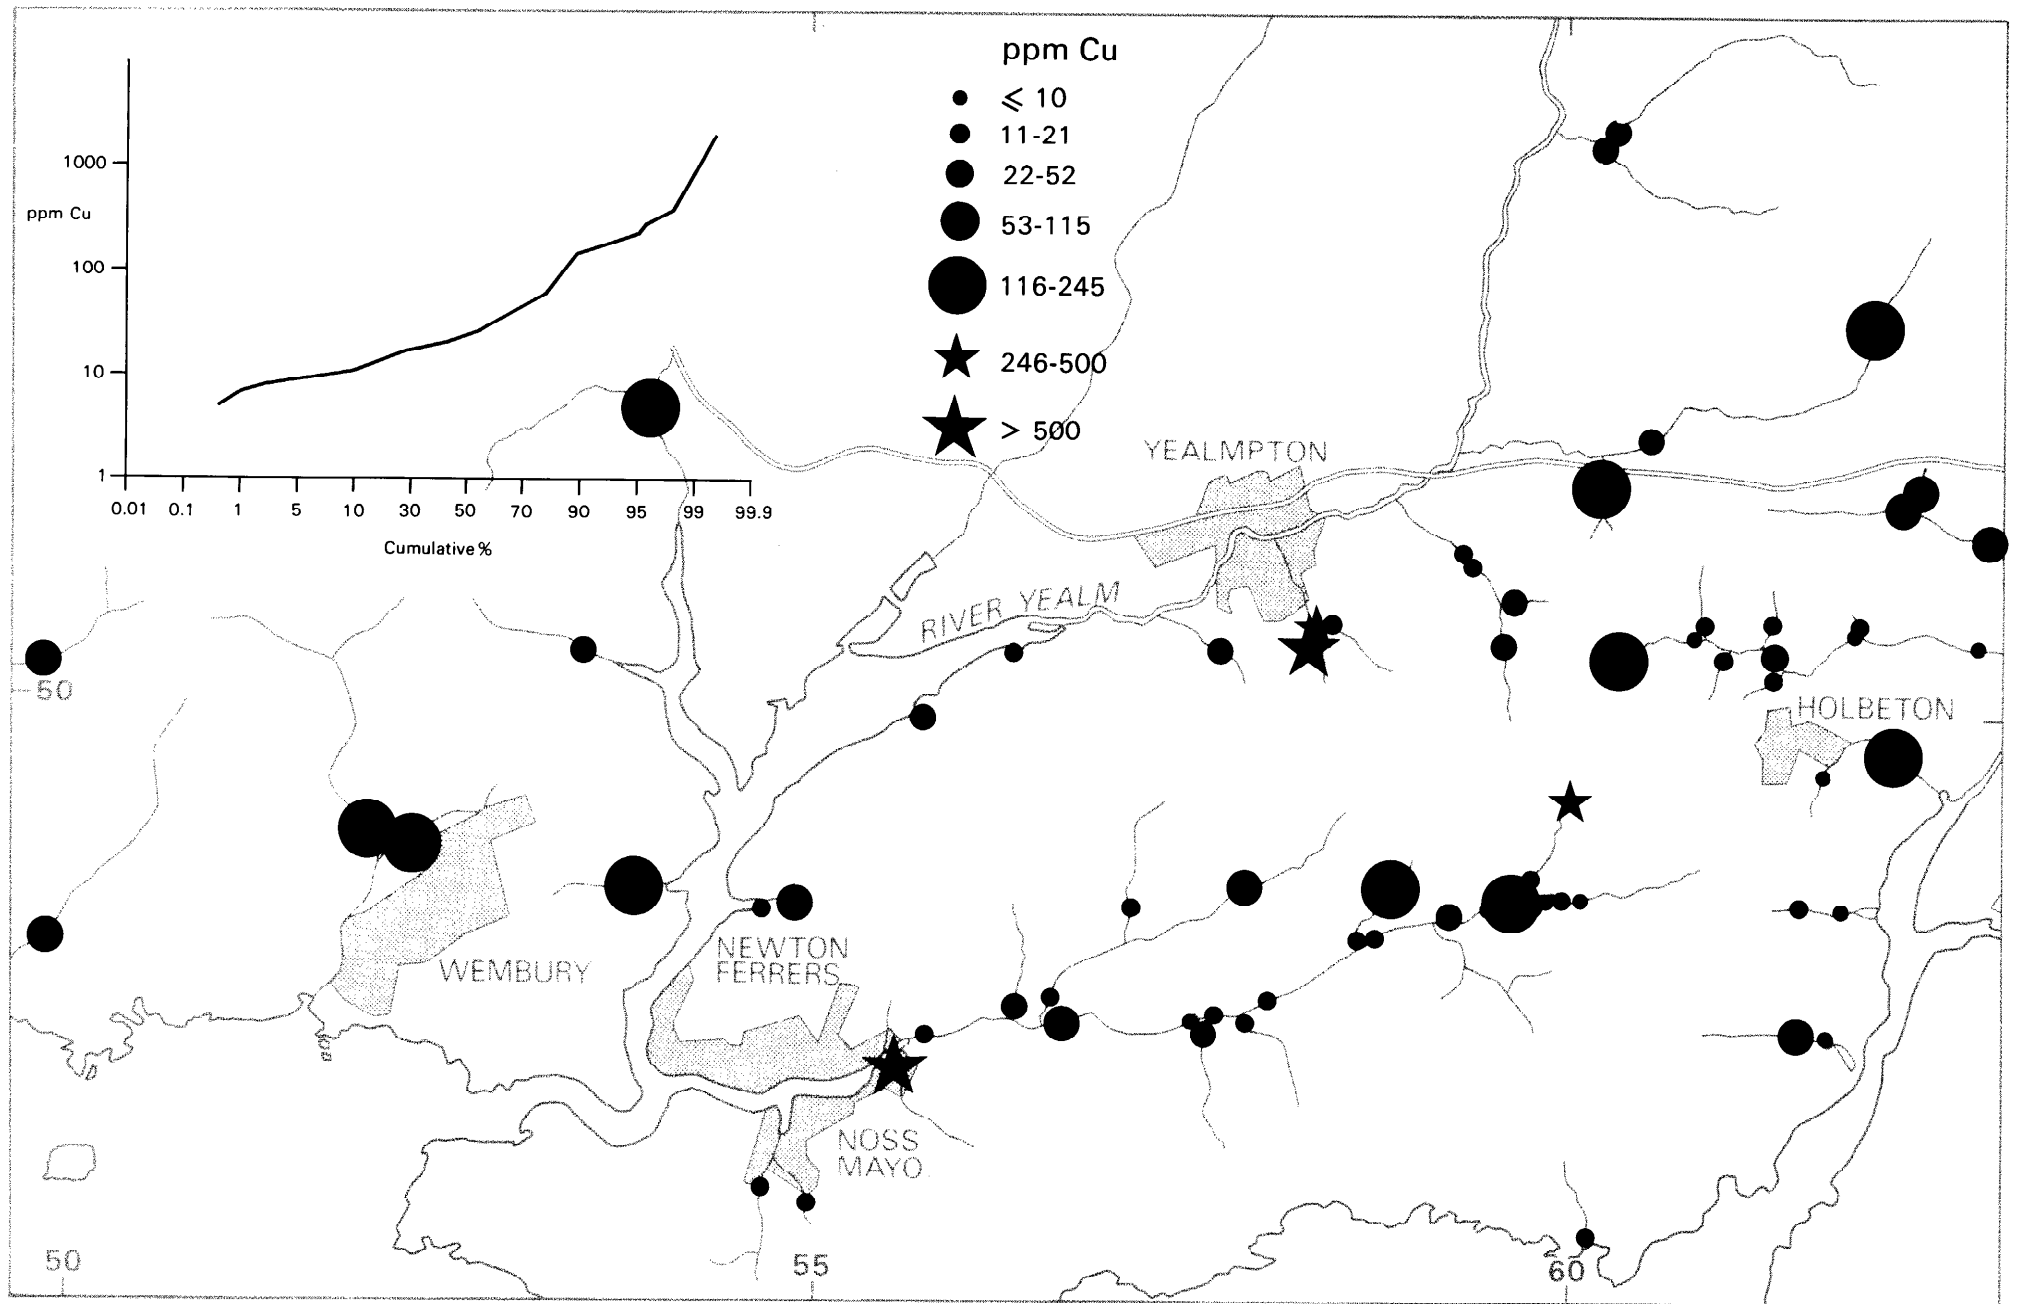 ppm Cu
⩽ 10
11-21
22-52
53-115
116-245
246-500
> 500
1000
ppm Cu
100
10
1
0.01 0.1 1 5 10 30 50 70 90 95 99 99.9
Cumulative %
YEALMPTON
RIVER YEALM
50
HOLBETON
WEMBURY
NEWTON
FERRERS
NOSS
MAYO
50 55 60